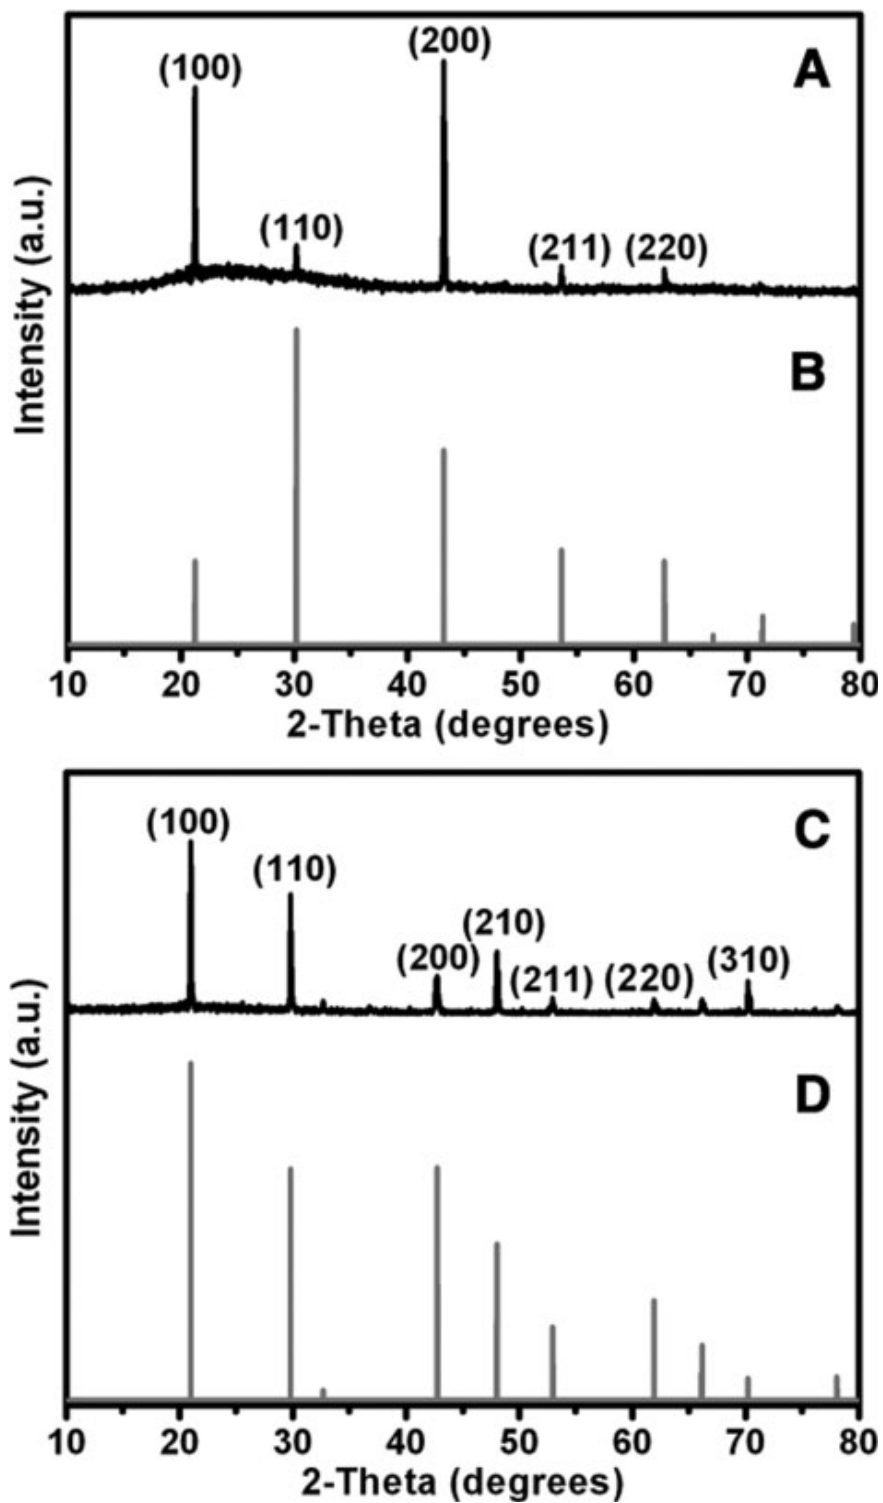 (200)
A
(100)
(110)
(211) (220)
Intensity (a.u.)
B
10 20 30 40 50 60 70 80
2-Theta (degrees)
(100)
C
(110)
(210)
(200)
(211) (220) (310)
Intensity (a.u.)
D
10 20 30 40 50 60 70 80
2-Theta (degrees)